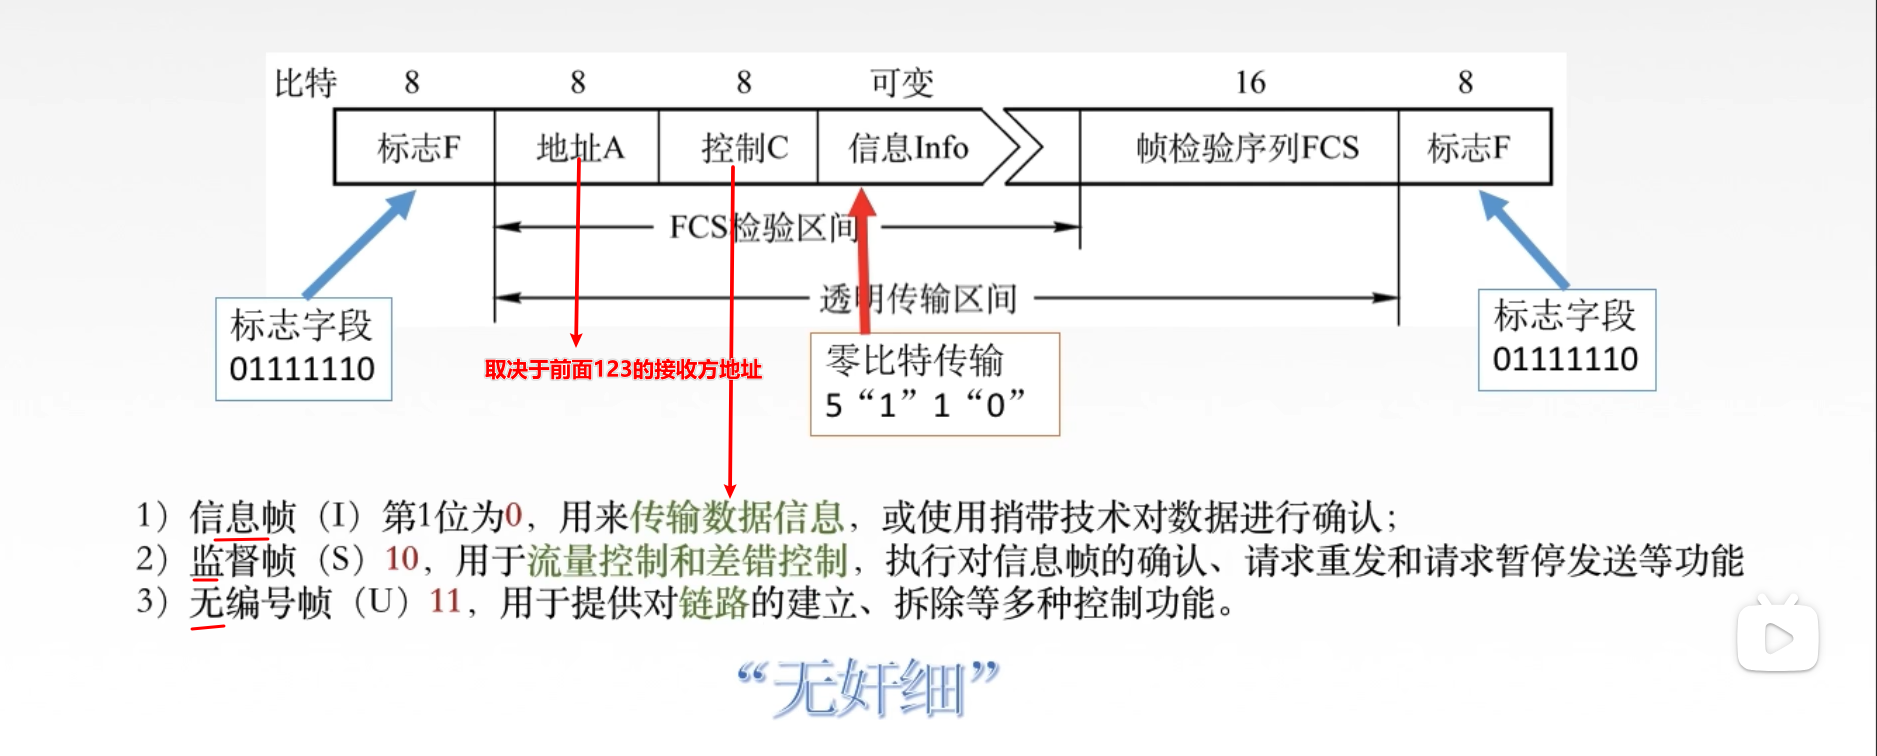 比特 8 8 8 可变 16 8
标志F 地址A 控制C 信息Info 帧检验序列FCS 标志F
FCS检验区间
透明传输区间
标志字段
01111110
取决于前面123的接收方地址
零比特传输
5“1”1“0”
标志字段
01111110
1）信息帧（I）第1位为0，用来传输数据信息，或使用捎带技术对数据进行确认；
2）监督帧（S）10，用于流量控制和差错控制，执行对信息帧的确认、请求重发和请求暂停发送等功能
3）无编号帧（U）11，用于提供对链路的建立、拆除等多种控制功能。
“无奸细”